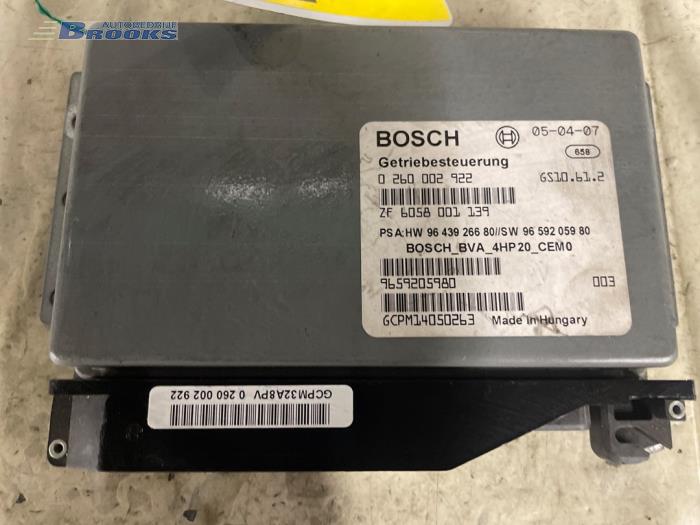 AUTOBEDRIJF
BROOKS
BOSCH 05-04-07
658
Getriebesteuerung
0 260 002 922 GS10.61.2
ZF 6058 001 139
PSA:HW 96 439 266 80//SW 96 592 059 80
BOSCH_BVA_4HP20_CEM0
9659205980 003
GCPM14050263 Made in Hungary
GCPM32A8PV 0 260 002 922